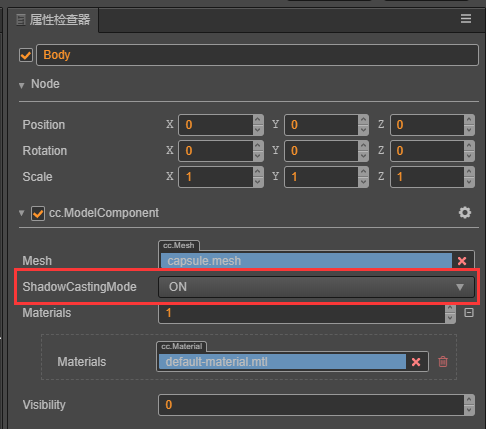 属性检查器
Body
Node
Position X 0 Y 0 Z 0
Rotation X 0 Y 0 Z 0
Scale X 1 Y 1 Z 1
cc.ModelComponent
cc.Mesh
Mesh capsule.mesh
ShadowCastingMode ON
Materials 1
cc.Material
Materials default-material.mtl
Visibility 0